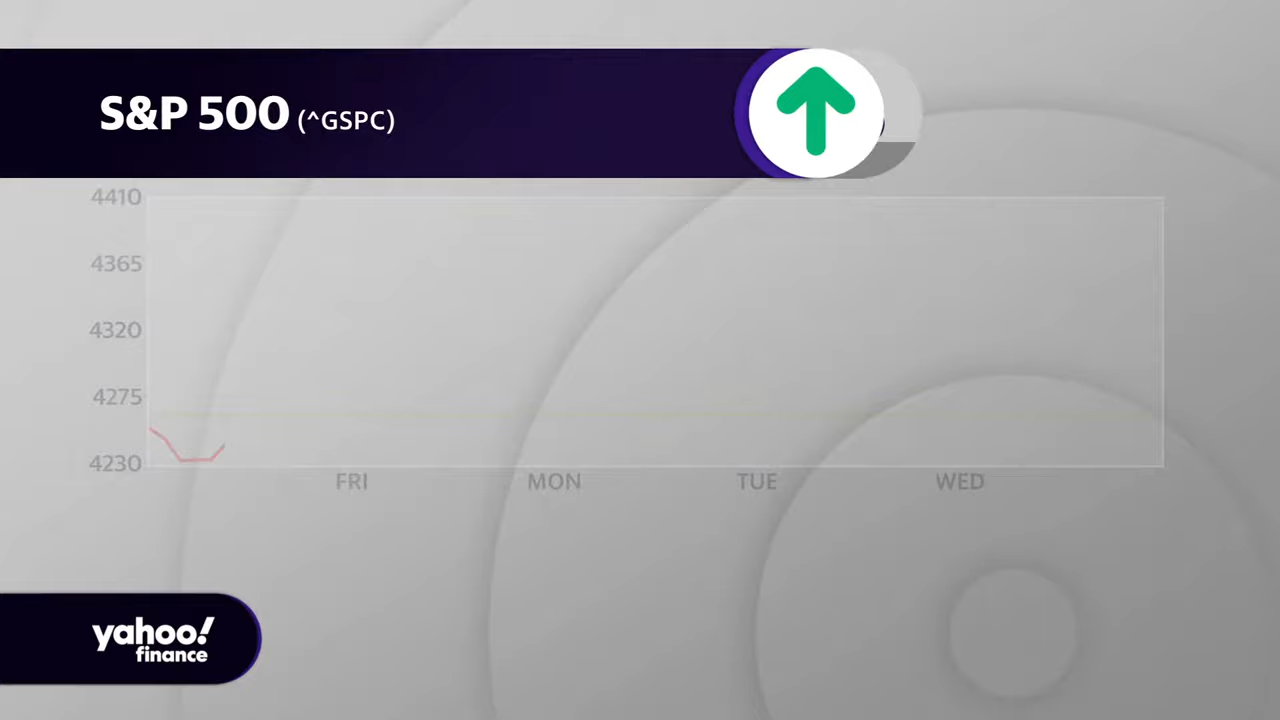 S&P 500 (^GSPC)
4410
4365
4320
4275
4230
FRI MON TUE WED
yahoo!
finance